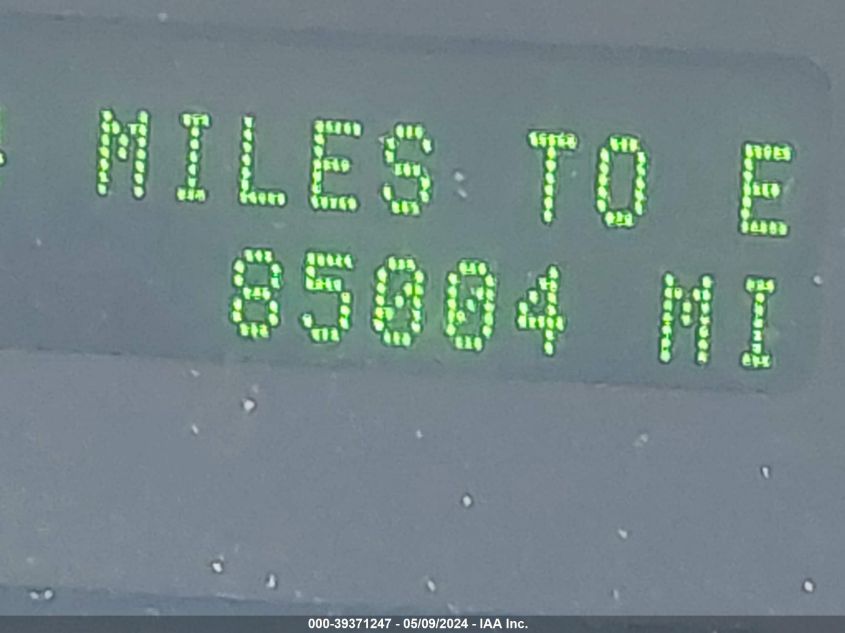 MILES TO E
85004 MI
000-39371247 - 05/09/2024 - IAA Inc.